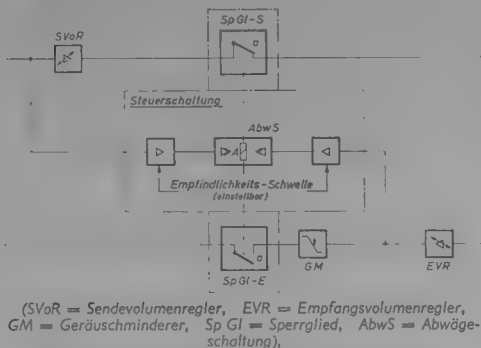 Sp Gl-S
SVoR
a
Steuerschaltung
AbwS
A
Empfindlichkeits-Schwelle
(einstellbar)
a
Sp Gl-E
GM
EVR
(SVoR = Sendevolumenregler, EVR = Empfangsvolumenregler,
GM = Geräuschminderer, Sp Gl = Sperrglied, AbwS = Abwäge-
schaltung),